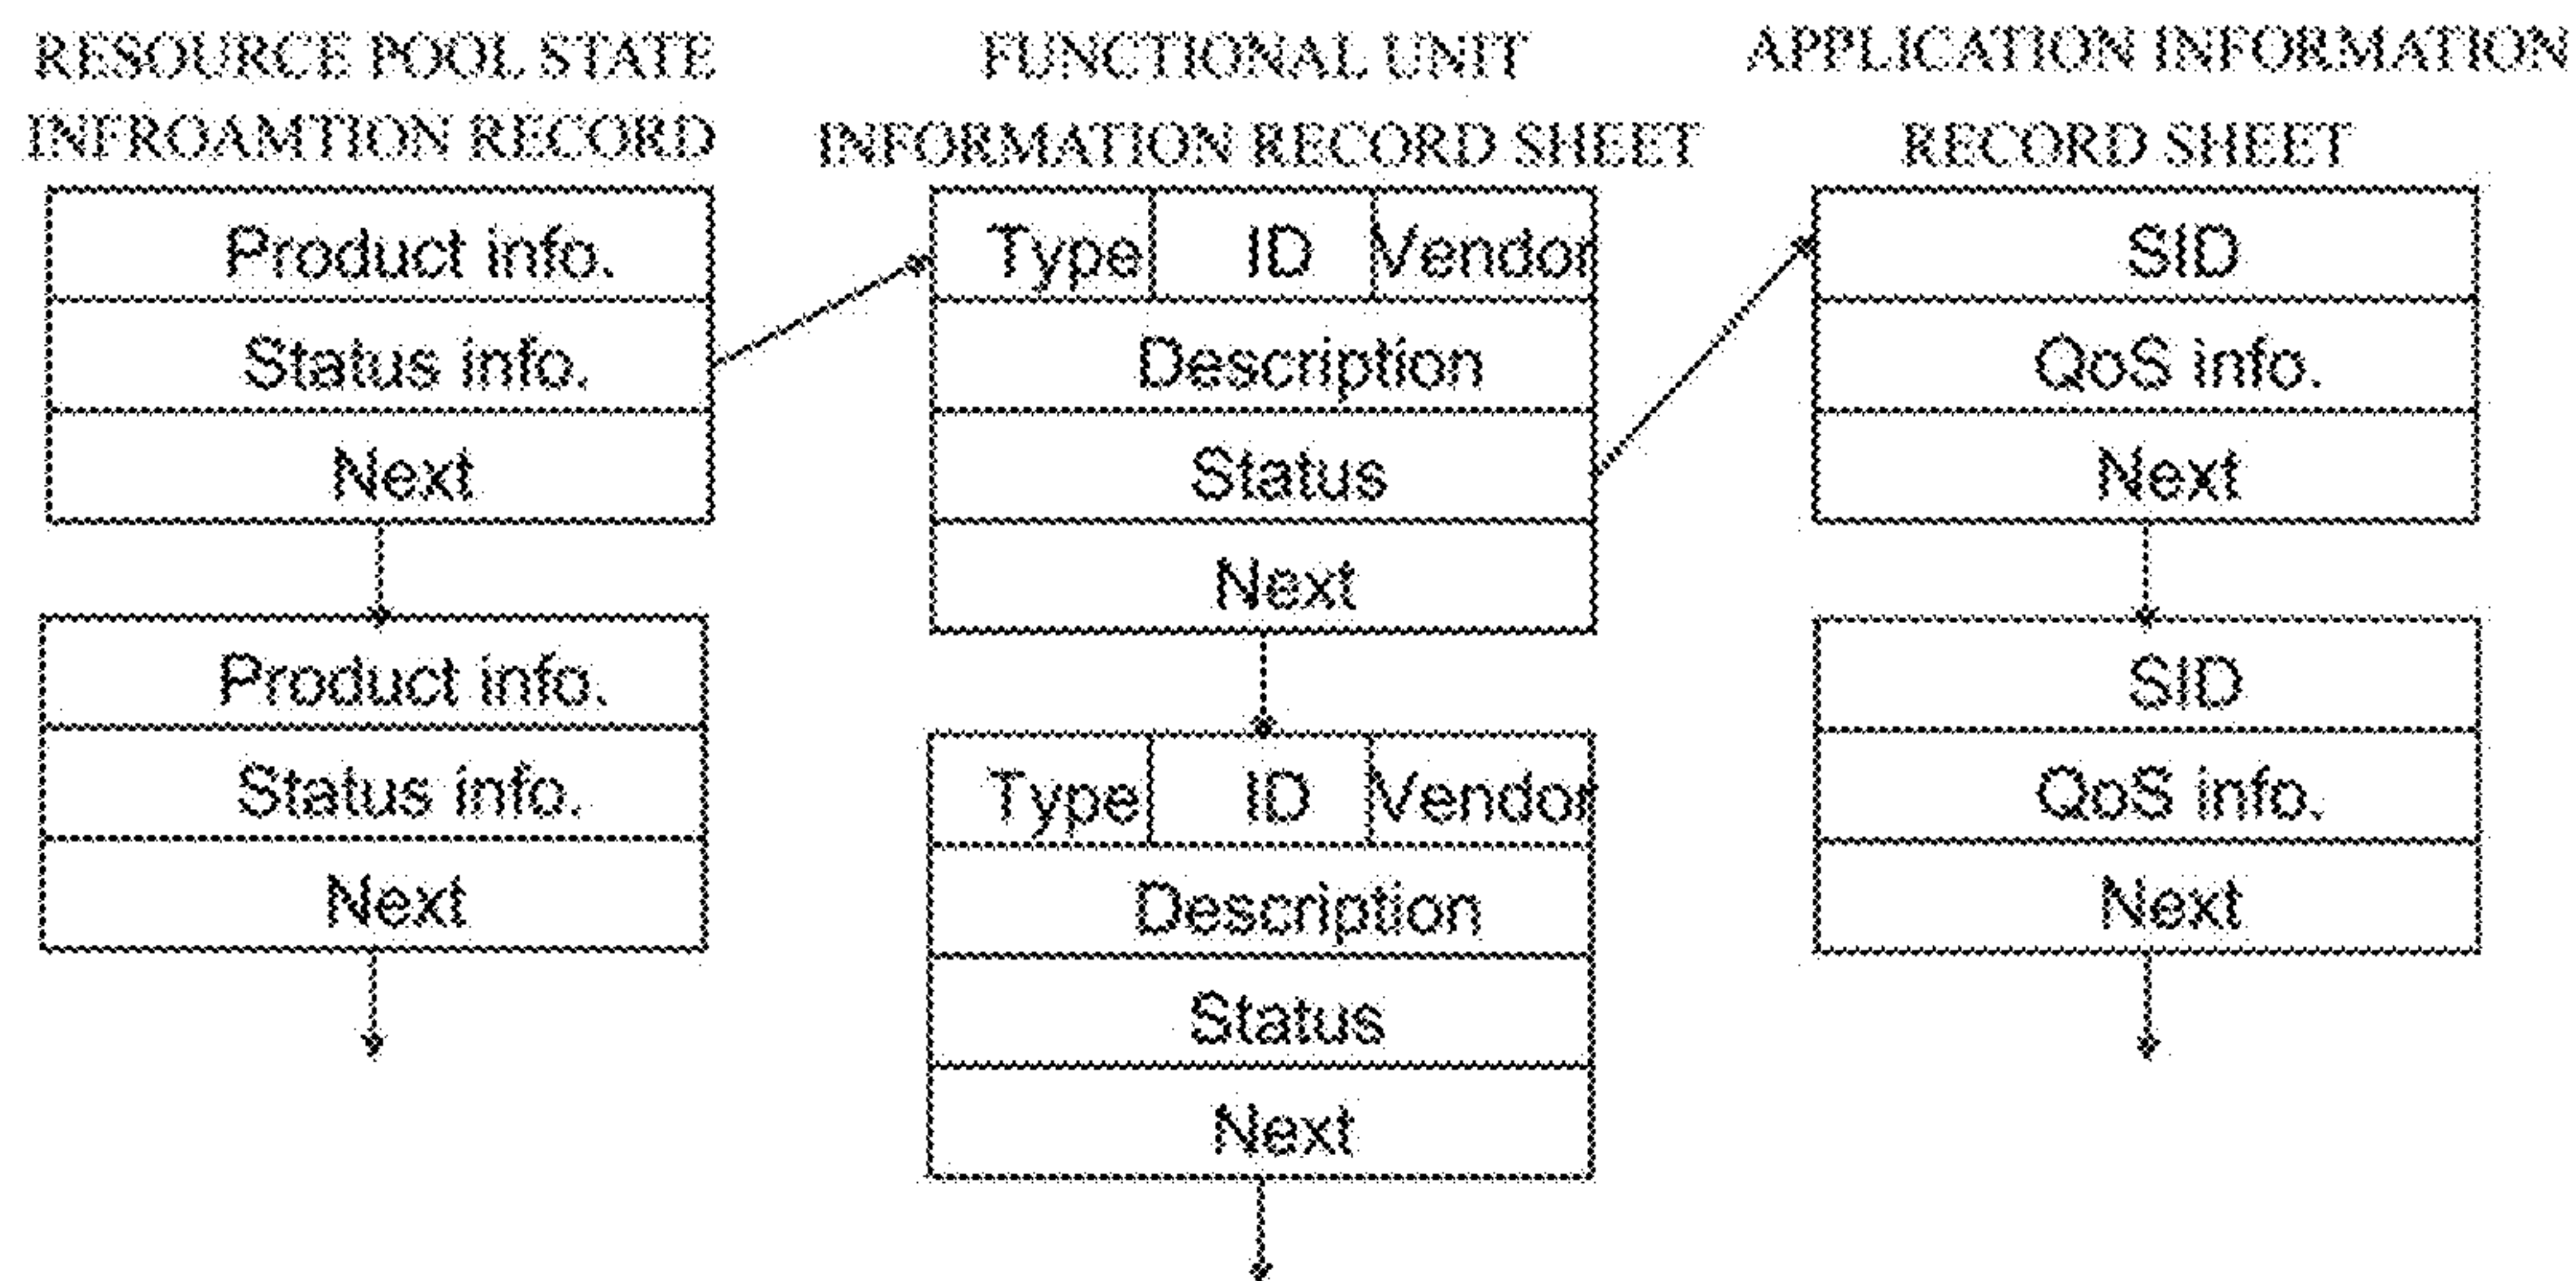 RESOURCE POOL STATE
INFROAMTION RECORD
Product info.
Status info.
Next
Product info.
Status info.
Next
FUNCTIONAL UNIT
INFORMATION RECORD SHEET
Type ID Vendor
Description
Status
Next
Type ID Vendor
Description
Status
Next
APPLICATION INFORMATION
RECORD SHEET
SID
QoS info.
Next
SID
QoS info.
Next